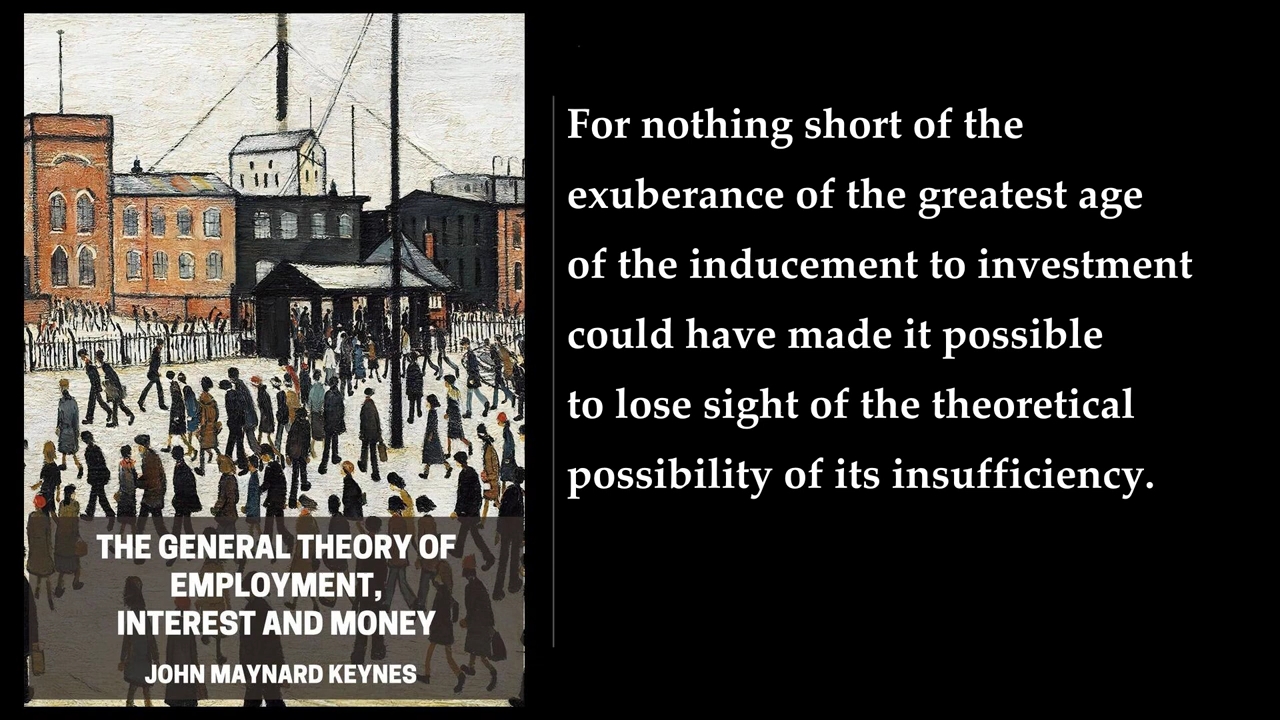 THE GENERAL THEORY OF
EMPLOYMENT,
INTEREST AND MONEY
JOHN MAYNARD KEYNES
For nothing short of the
exuberance of the greatest age
of the inducement to investment
could have made it possible
to lose sight of the theoretical
possibility of its insufficiency.